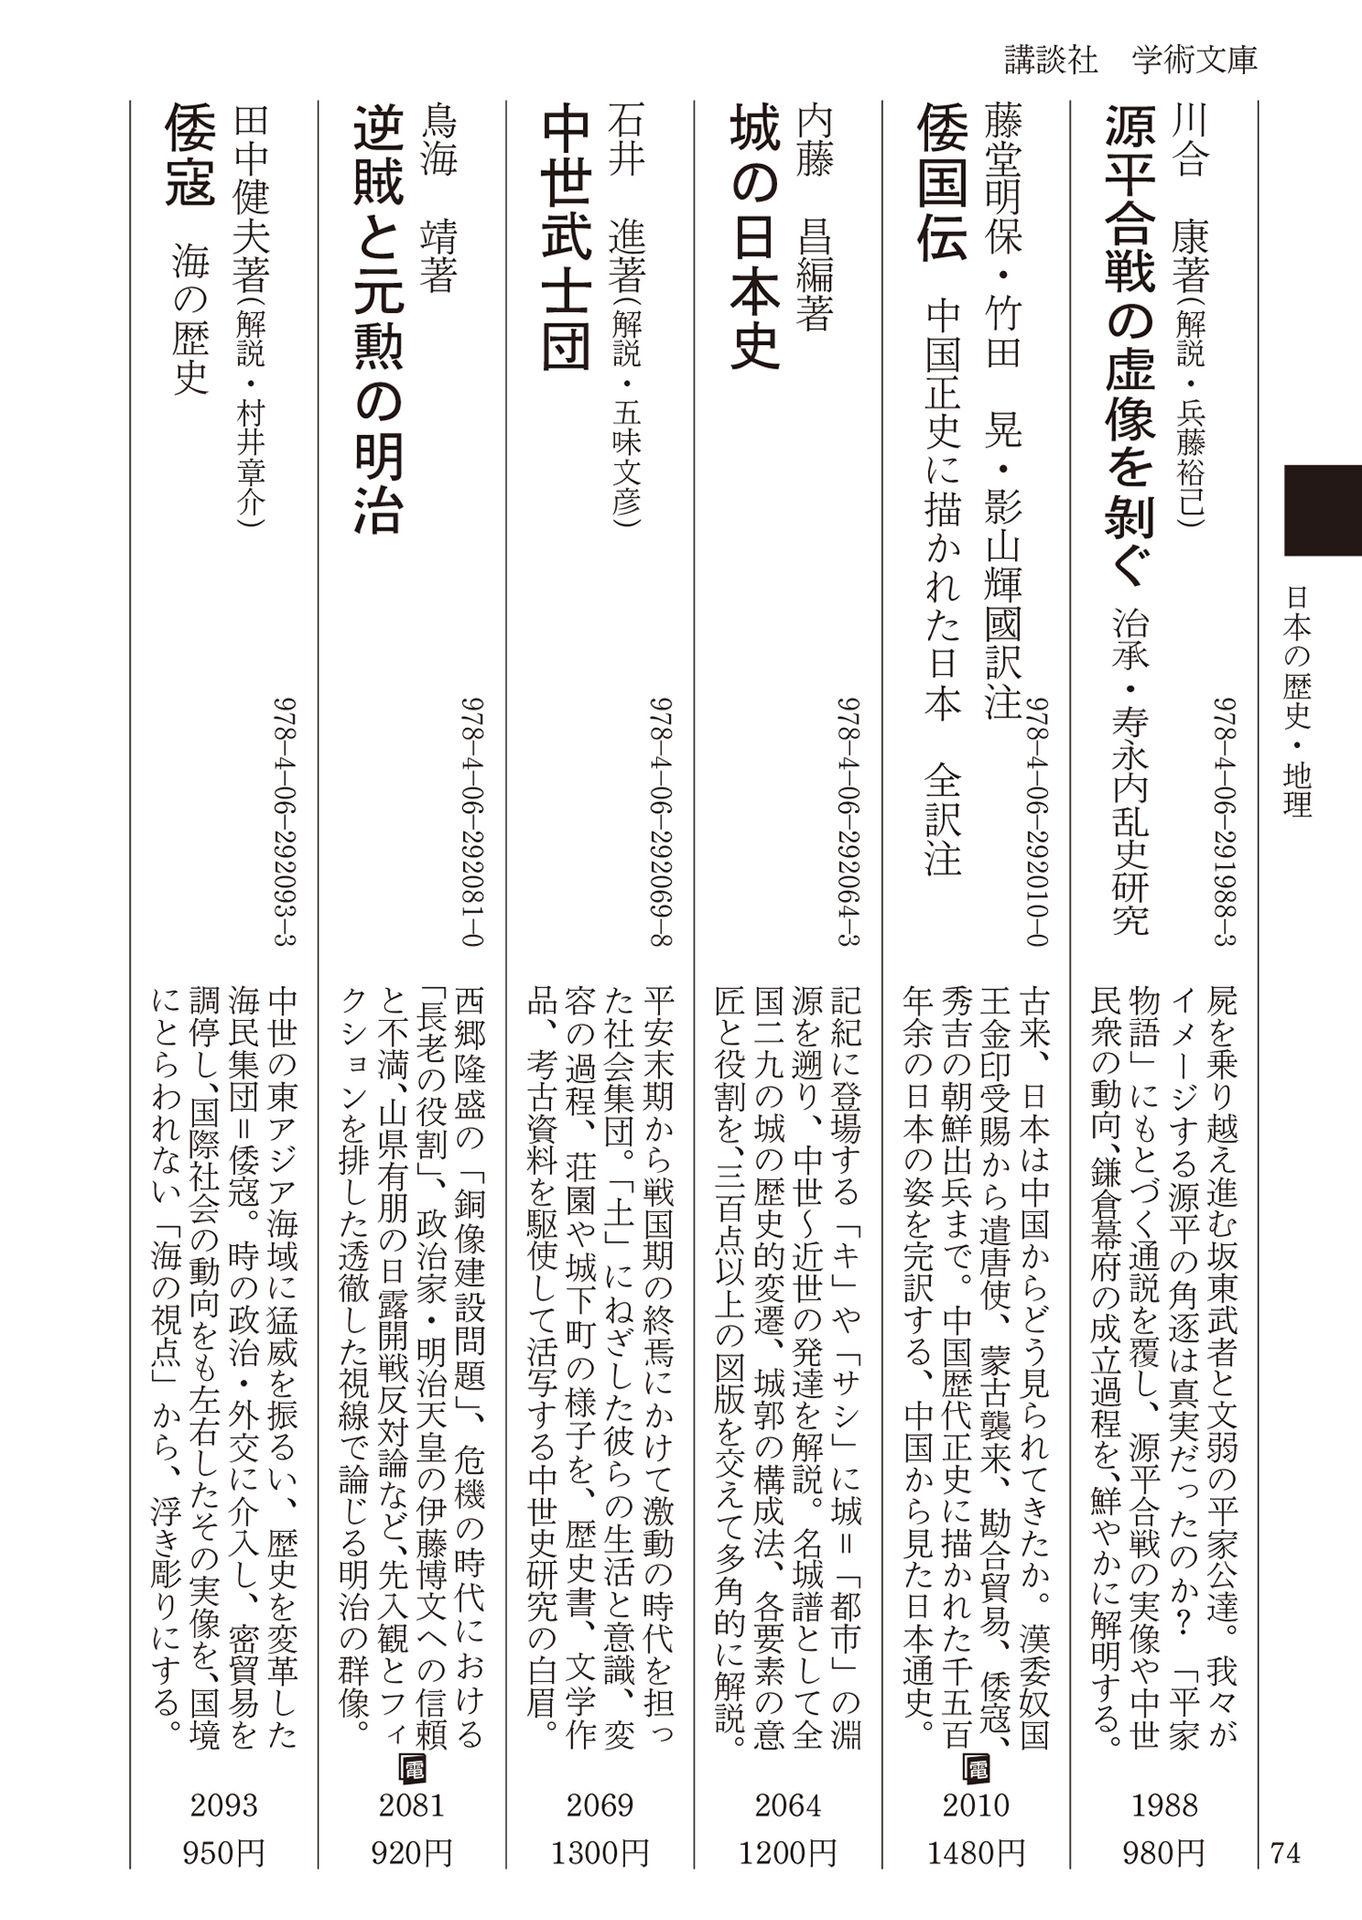 講談社　学術文庫
日本の歴史・地理
74
川合　康著(解説・兵藤裕己)
源平合戦の虚像を剝ぐ　治承・寿永内乱史研究
978-4-06-291988-3
屍を乗り越え進む坂東武者と文弱の平家公達。我々が
イメージする源平の角逐は真実だったのか？　「平家
物語」にもとづく通説を覆し、源平合戦の実像や中世
民衆の動向、鎌倉幕府の成立過程を、鮮やかに解明する。
1988
980円
藤堂明保・竹田　晃・影山輝國訳注
倭国伝　中国正史に描かれた日本　全訳注
978-4-06-292010-0
古来、日本は中国からどう見られてきたか。漢委奴国
王金印受賜から遣唐使、蒙古襲来、勘合貿易、倭寇、
秀吉の朝鮮出兵まで。中国歴代正史に描かれた千五百
年余の日本の姿を完訳する、中国から見た日本通史。
電
2010
1480円
内藤　昌編著
城の日本史
978-4-06-292064-3
記紀に登場する「キ」や「サシ」に城＝「都市」の淵
源を遡り、中世～近世の発達を解説。名城譜として全
国二九の城の歴史的変遷、城郭の構成法、各要素の意
匠と役割を、三百点以上の図版を交えて多角的に解説。
2064
1200円
石井　進著(解説・五味文彦)
中世武士団
978-4-06-292069-8
平安末期から戦国期の終焉にかけて激動の時代を担っ
た社会集団。「土」にねざした彼らの生活と意識、変
容の過程、荘園や城下町の様子を、歴史書、文学作
品、考古資料を駆使して活写する中世史研究の白眉。
2069
1300円
鳥海　靖著
逆賊と元勲の明治
978-4-06-292081-0
西郷隆盛の「銅像建設問題」、危機の時代における
「長老の役割」、政治家・明治天皇の伊藤博文への信頼
と不満、山県有朋の日露開戦反対論など、先入観とフィ
クションを排した透徹した視線で論じる明治の群像。
電
2081
920円
田中健夫著(解説・村井章介)
倭寇　海の歴史
978-4-06-292093-3
中世の東アジア海域に猛威を振るい、歴史を変革した
海民集団＝倭寇。時の政治・外交に介入し、密貿易を
調停し、国際社会の動向をも左右したその実像を、国境
にとらわれない「海の視点」から、浮き彫りにする。
2093
950円